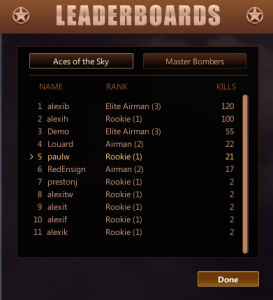 LEADERBOARDS
Aces of the Sky Master Bombers
NAME RANK KILLS
1 alexib Elite Airman (3) 120
2 alexih Rookie (1) 100
3 Demo Elite Airman (3) 55
4 Louard Airman (2) 22
> 5 paulw Rookie (1) 21
6 RedEnsign Airman (2) 17
7 prestonj Rookie (1) 2
8 alexitw Rookie (1) 2
9 alexit Rookie (1) 2
10 alexif Rookie (1) 2
11 alexik Rookie (1) 2
Done